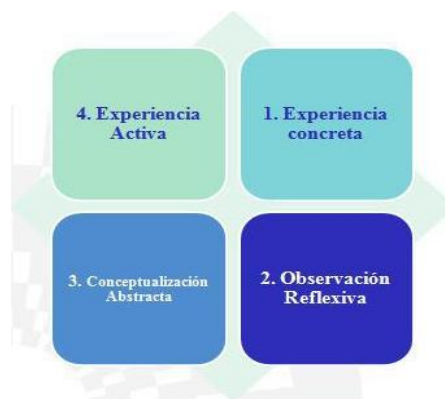 4. Experiencia
Activa
1. Experiencia
concreta
3. Conceptualización
Abstracta
2. Observación
Reflexiva